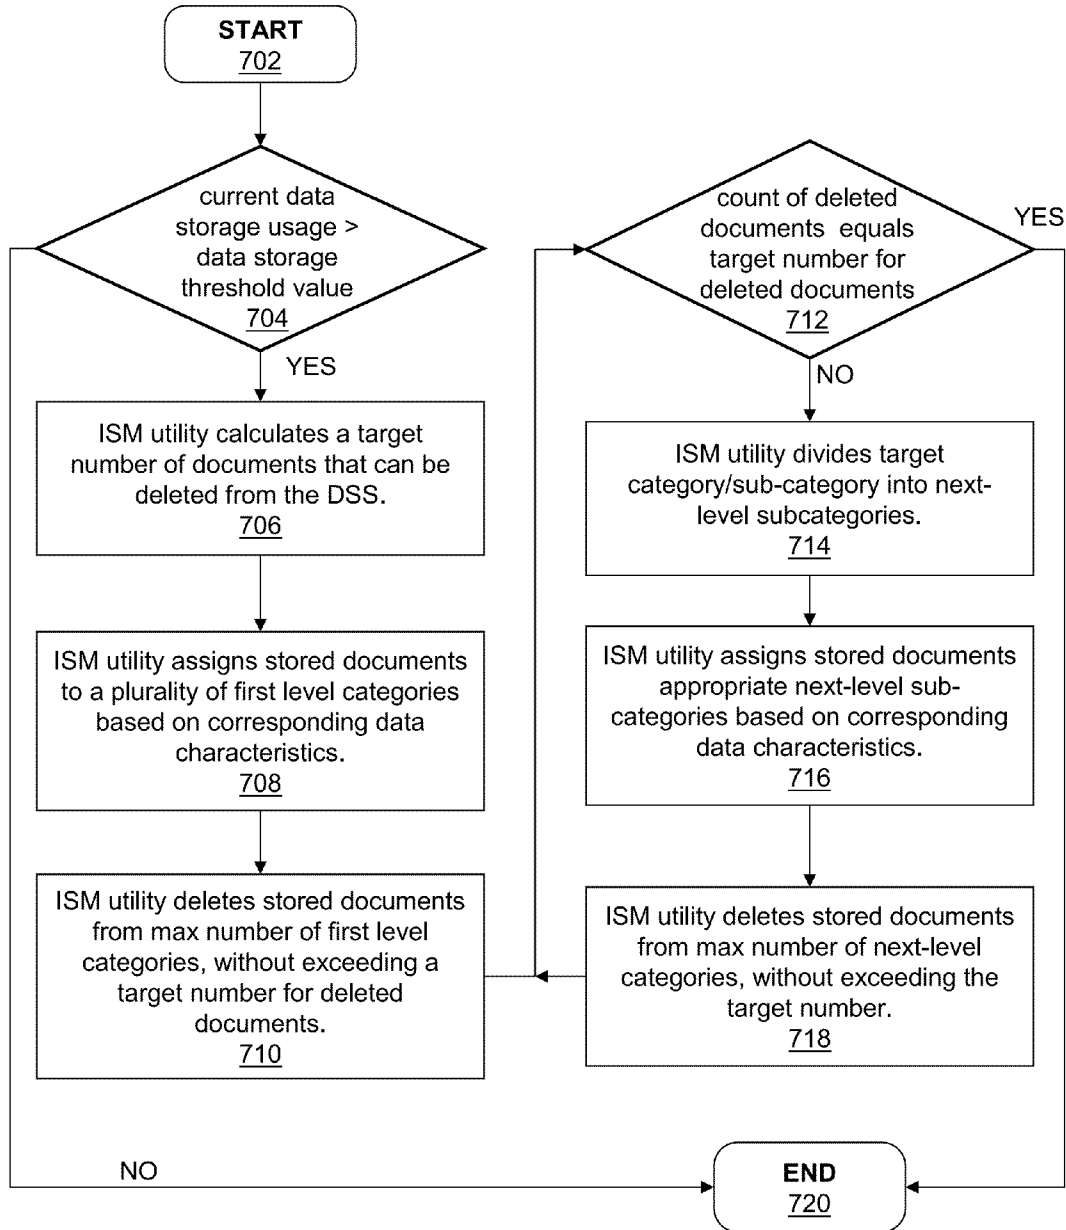 START
702
current data
storage usage >
data storage
threshold value
704
YES
ISM utility calculates a target
number of documents that can be
deleted from the DSS.
706
ISM utility assigns stored documents
to a plurality of first level categories
based on corresponding data
characteristics.
708
ISM utility deletes stored documents
from max number of first level
categories, without exceeding a
target number for deleted
documents.
710
NO
count of deleted
documents equals
target number for
deleted documents
712
YES
NO
ISM utility divides target
category/sub-category into next-
level subcategories.
714
ISM utility assigns stored documents
appropriate next-level sub-
categories based on corresponding
data characteristics.
716
ISM utility deletes stored documents
from max number of next-level
categories, without exceeding the
target number.
718
END
720